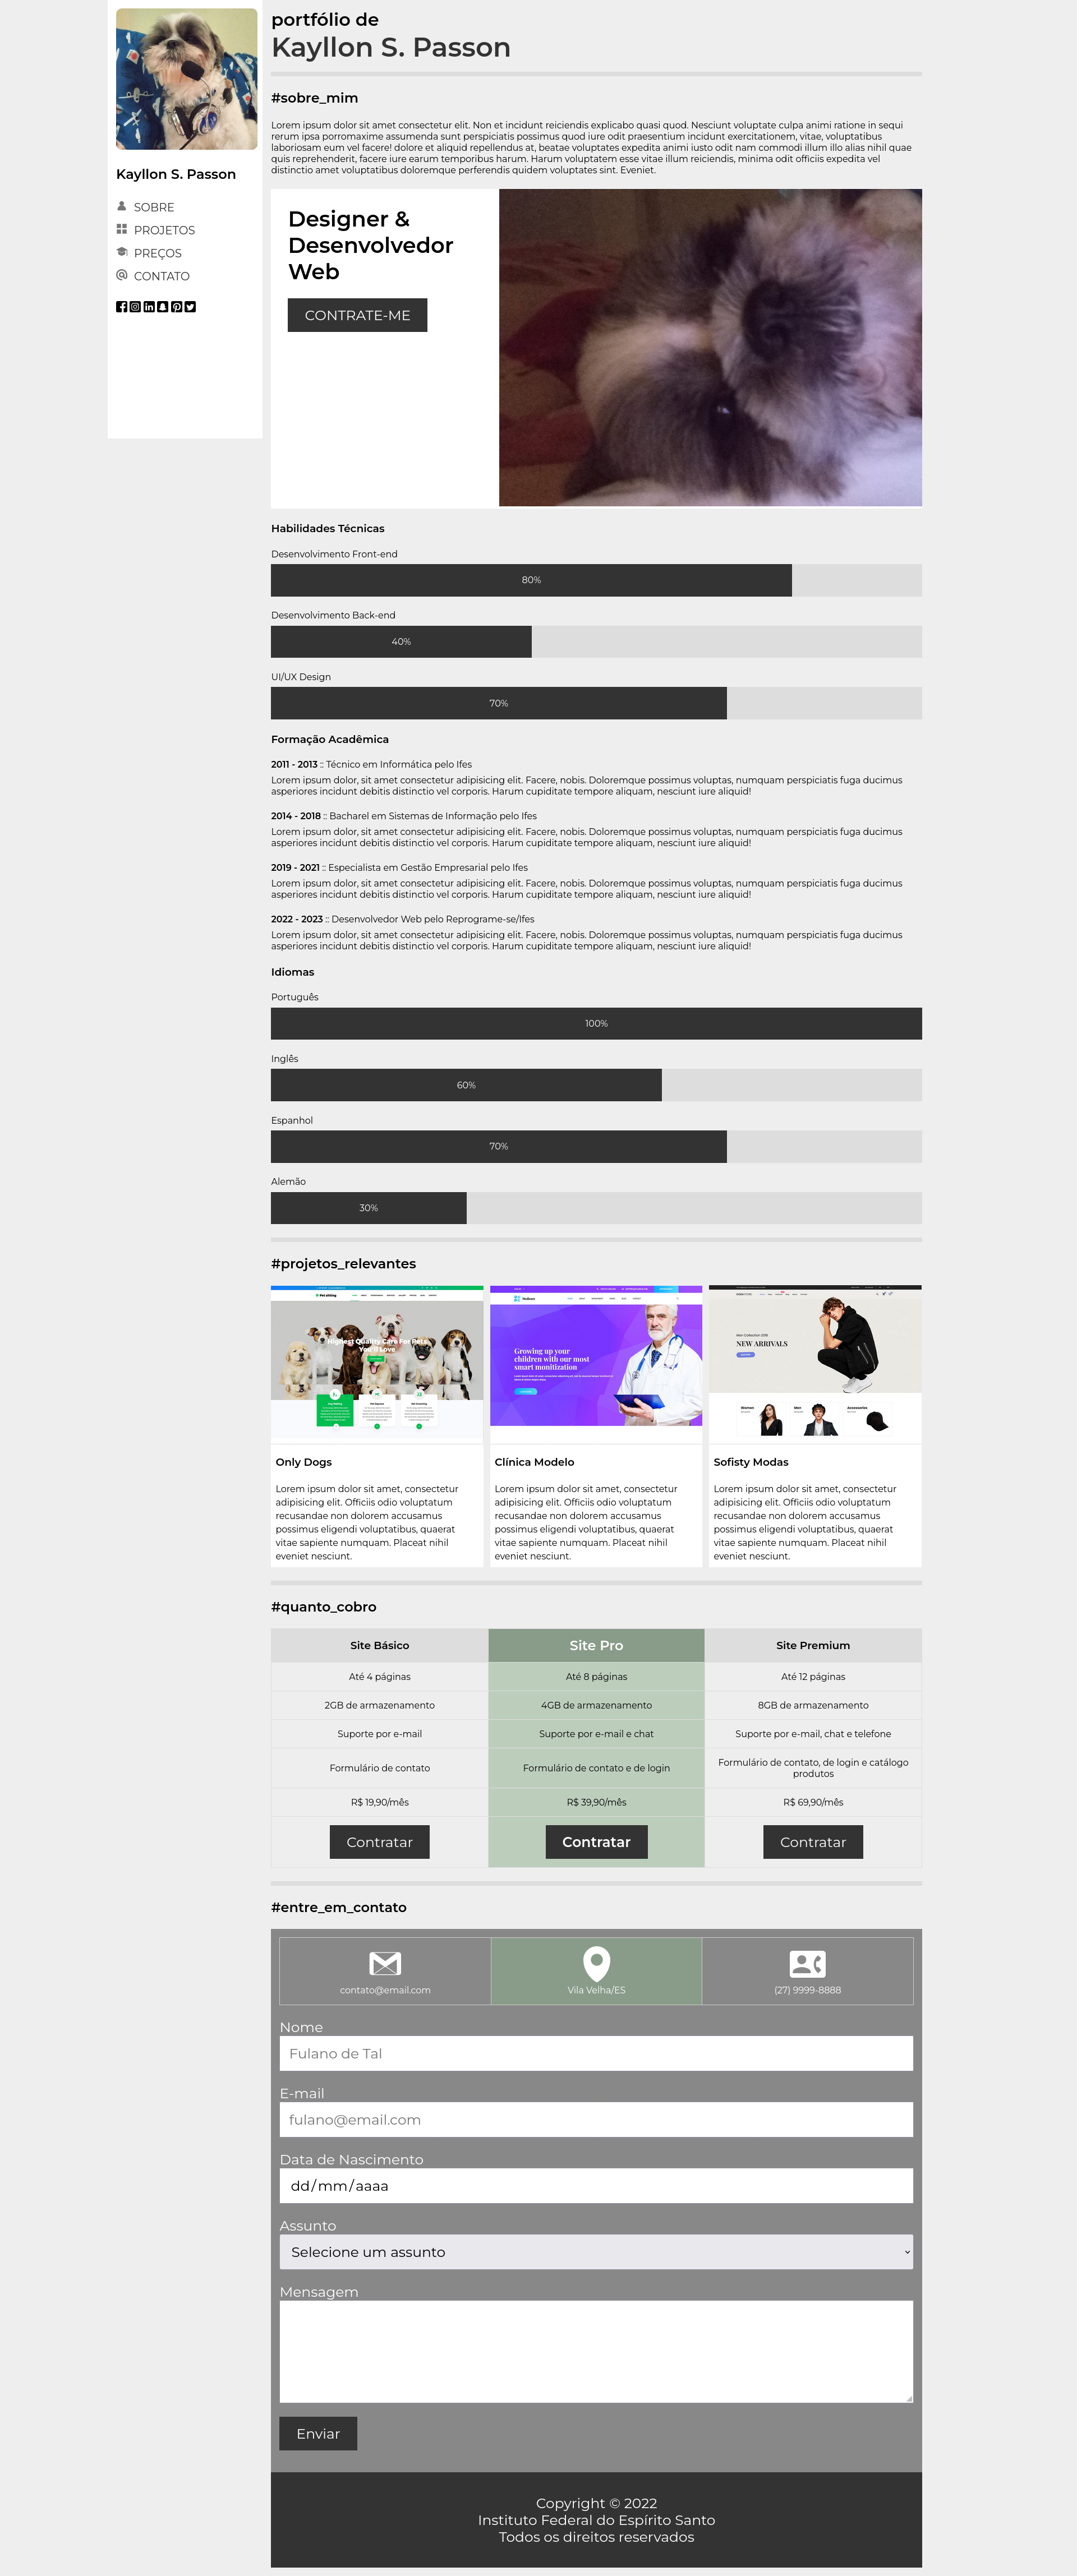 Kayllon S. Passon
SOBRE
PROJETOS
PREÇOS
CONTATO
portfólio de
Kayllon S. Passon
#sobre_mim
Lorem ipsum dolor sit amet consectetur elit. Non et incidunt reiciendis explicabo quasi quod. Nesciunt voluptate culpa animi ratione in sequi
rerum ipsa porromaxime assumenda sunt perspiciatis possimus quod iure odit praesentium incidunt exercitationem, vitae, voluptatibus
laboriosam eum vel facere! dolore et aliquid repellendus at, beatae voluptates expedita animi iusto odit nam commodi illum illo alias nihil quae
quis reprehenderit, facere iure earum temporibus harum. Harum voluptatem esse vitae illum reiciendis, minima odit officiis expedita vel
distinctio amet voluptatibus doloremque perferendis quidem voluptates sint. Eveniet.
Designer &
Desenvolvedor
Web
CONTRATE-ME
Habilidades Técnicas
Desenvolvimento Front-end
80%
Desenvolvimento Back-end
40%
UI/UX Design
70%
Formação Acadêmica
2011 - 2013 :: Técnico em Informática pelo Ifes
Lorem ipsum dolor, sit amet consectetur adipisicing elit. Facere, nobis. Doloremque possimus voluptas, numquam perspiciatis fuga ducimus
asperiores incidunt debitis distinctio vel corporis. Harum cupiditate tempore aliquam, nesciunt iure aliquid!
2014 - 2018 :: Bacharel em Sistemas de Informação pelo Ifes
Lorem ipsum dolor, sit amet consectetur adipisicing elit. Facere, nobis. Doloremque possimus voluptas, numquam perspiciatis fuga ducimus
asperiores incidunt debitis distinctio vel corporis. Harum cupiditate tempore aliquam, nesciunt iure aliquid!
2019 - 2021 :: Especialista em Gestão Empresarial pelo Ifes
Lorem ipsum dolor, sit amet consectetur adipisicing elit. Facere, nobis. Doloremque possimus voluptas, numquam perspiciatis fuga ducimus
asperiores incidunt debitis distinctio vel corporis. Harum cupiditate tempore aliquam, nesciunt iure aliquid!
2022 - 2023 :: Desenvolvedor Web pelo Reprograme-se/Ifes
Lorem ipsum dolor, sit amet consectetur adipisicing elit. Facere, nobis. Doloremque possimus voluptas, numquam perspiciatis fuga ducimus
asperiores incidunt debitis distinctio vel corporis. Harum cupiditate tempore aliquam, nesciunt iure aliquid!
Idiomas
Português
100%
Inglês
60%
Espanhol
70%
Alemão
30%
#projetos_relevantes
Pet sitting
Highest Quality Care For Pets
You'll Love
Only Dogs
Lorem ipsum dolor sit amet, consectetur
adipisicing elit. Officiis odio voluptatum
recusandae non dolorem accusamus
possimus eligendi voluptatibus, quaerat
vitae sapiente numquam. Placeat nihil
eveniet nesciunt.
Growing up your
children with our most
smart monitization
Clínica Modelo
Lorem ipsum dolor sit amet, consectetur
adipisicing elit. Officiis odio voluptatum
recusandae non dolorem accusamus
possimus eligendi voluptatibus, quaerat
vitae sapiente numquam. Placeat nihil
eveniet nesciunt.
New Collection 2018
NEW ARRIVALS
Women
Men
Accessories
Sofisty Modas
Lorem ipsum dolor sit amet, consectetur
adipisicing elit. Officiis odio voluptatum
recusandae non dolorem accusamus
possimus eligendi voluptatibus, quaerat
vitae sapiente numquam. Placeat nihil
eveniet nesciunt.
#quanto_cobro
Site Básico
Site Pro
Site Premium
Até 4 páginas
Até 8 páginas
Até 12 páginas
2GB de armazenamento
4GB de armazenamento
8GB de armazenamento
Suporte por e-mail
Suporte por e-mail e chat
Suporte por e-mail, chat e telefone
Formulário de contato
Formulário de contato e de login
Formulário de contato, de login e catálogo
produtos
R$ 19,90/mês
R$ 39,90/mês
R$ 69,90/mês
Contratar
Contratar
Contratar
#entre_em_contato
contato@email.com
Vila Velha/ES
(27) 9999-8888
Nome
Fulano de Tal
E-mail
fulano@email.com
Data de Nascimento
dd/mm/aaaa
Assunto
Selecione um assunto
Mensagem
Enviar
Copyright © 2022
Instituto Federal do Espírito Santo
Todos os direitos reservados